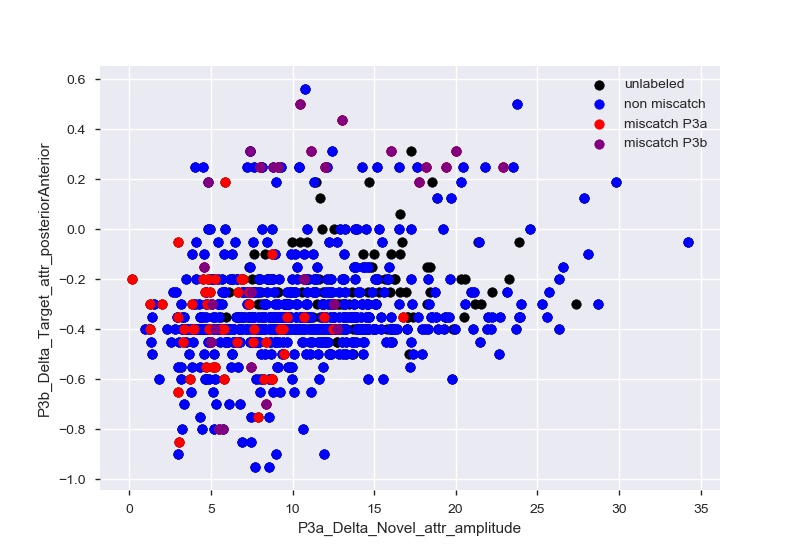 0.6
0.4
0.2
0.0
−0.2
−0.4
−0.6
−0.8
−1.0
P3b_Delta_Target_attr_posteriorAnterior
unlabeled
non miscatch
miscatch P3a
miscatch P3b
0 5 10 15 20 25 30 35
P3a_Delta_Novel_attr_amplitude